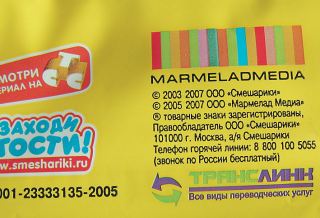 МОТРИ
ЕРИАЛ НА
СТС
ЗАХОДИ
ГОСТИ!
www.smeshariki.ru
001-23333135-2005
MARMELADMEDIA
© 2003 2007 ООО «Смешарики»
© 2005 2007 ООО «Мармелад Медиа»
® товарные знаки зарегистрированы,
Правообладатель ООО «Смешарики»
101000 г. Москва, а/я Смешарики
Телефон горячей линии: 8 800 100 5055
(звонок по России бесплатный)
ТРАНСЛИНК
Все виды переводческих услуг